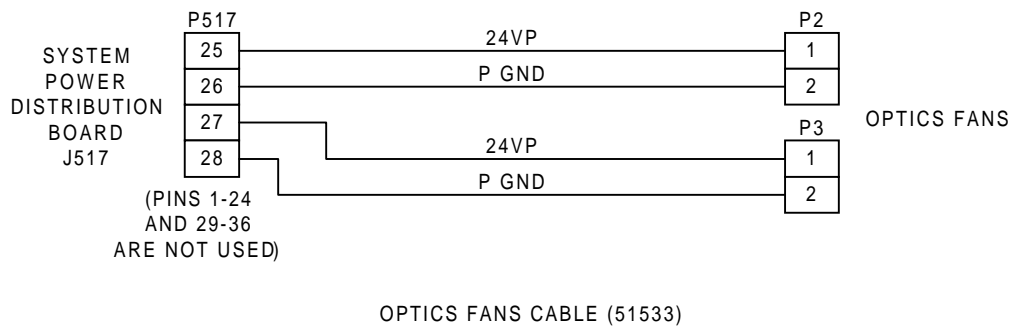 P517
P2
SYSTEM
POWER
DISTRIBUTION
BOARD
J517
25
26
27
28
24VP
P GND
1
2
OPTICS FANS
P3
24VP
P GND
1
2
(PINS 1-24
AND 29-36
ARE NOT USED)
OPTICS FANS CABLE (51533)